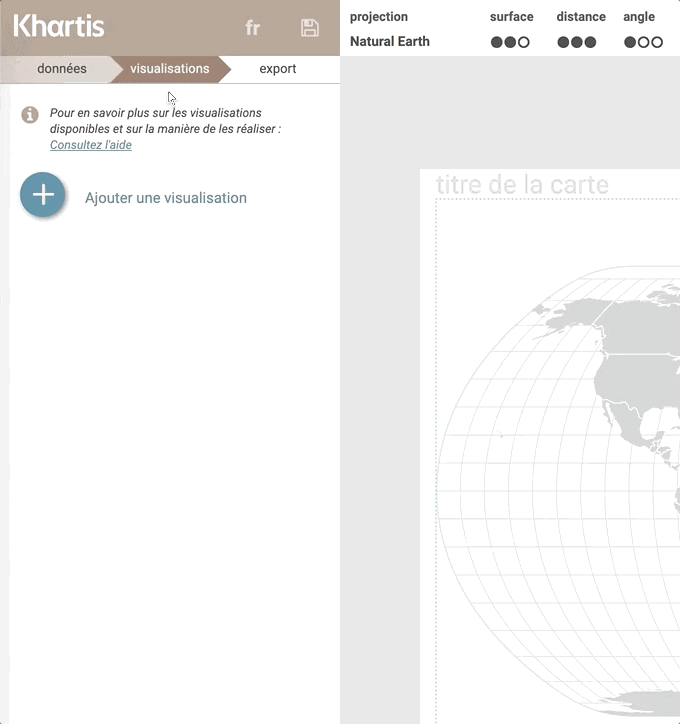 Khartis
fr
données
visualisations
export
Pour en savoir plus sur les visualisations
disponibles et sur la manière de les réaliser :
Consultez l'aide
Ajouter une visualisation
projection
surface
distance
angle
Natural Earth
titre de la carte